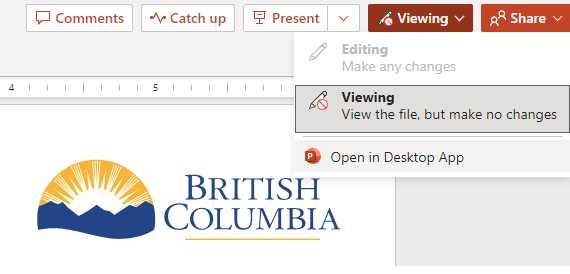 Comments
Catch up
Present
Viewing
Share
Editing
Make any changes
Viewing
View the file, but make no changes
Open in Desktop App
4
5
BRITISH
COLUMBIA